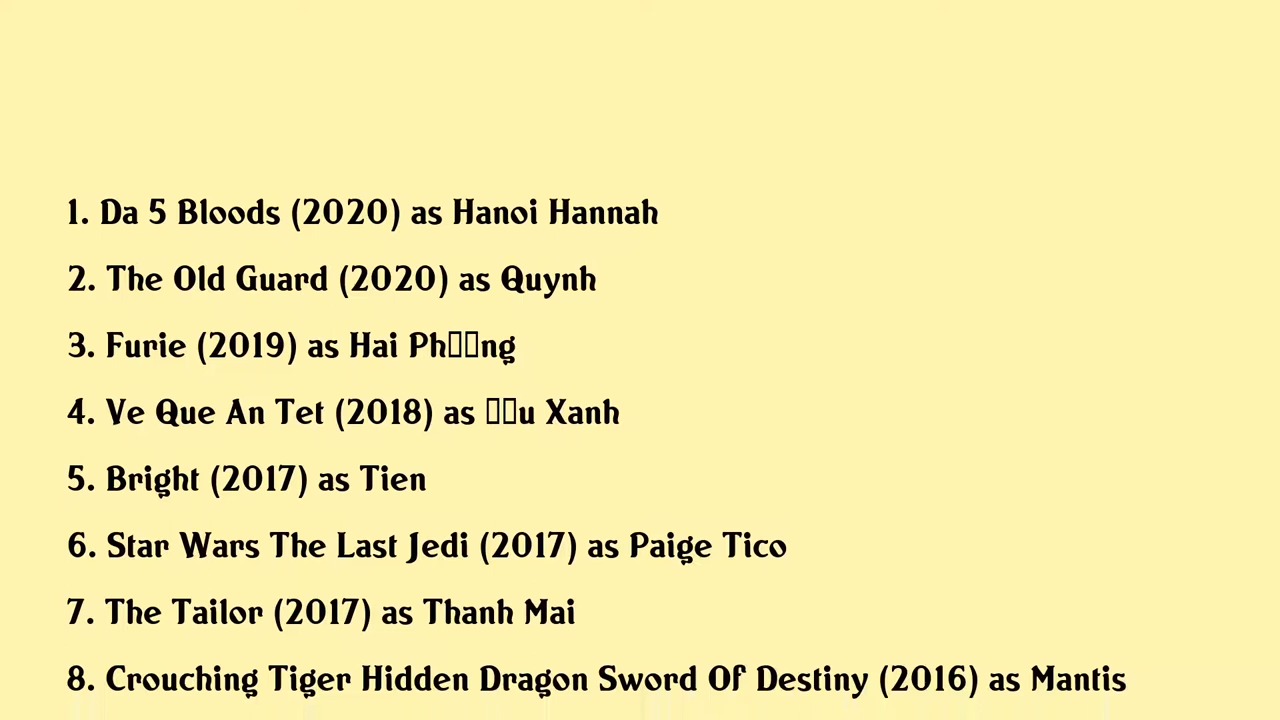 1. Da 5 Bloods (2020) as Hanoi Hannah
2. The Old Guard (2020) as Quynh
3. Furie (2019) as Hai Ph▯▯ng
4. Ve Que An Tet (2018) as ▯▯u Xanh
5. Bright (2017) as Tien
6. Star Wars The Last Jedi (2017) as Paige Tico
7. The Tailor (2017) as Thanh Mai
8. Crouching Tiger Hidden Dragon Sword Of Destiny (2016) as Mantis